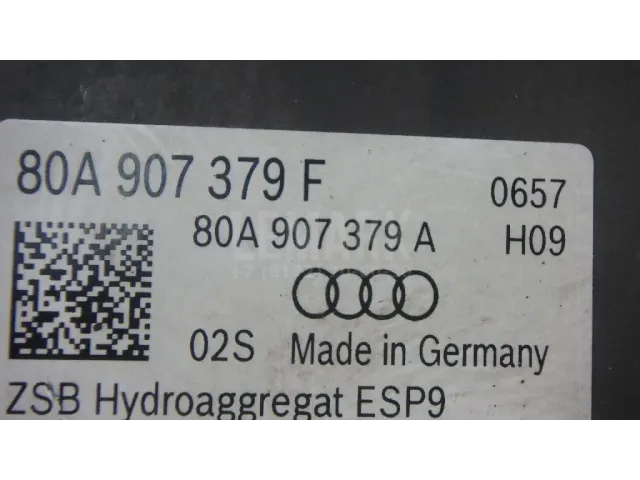 80A 907 379 F
0657
80A 907 379 A
H09
02S Made in Germany
ZSB Hydroaggregat ESP9